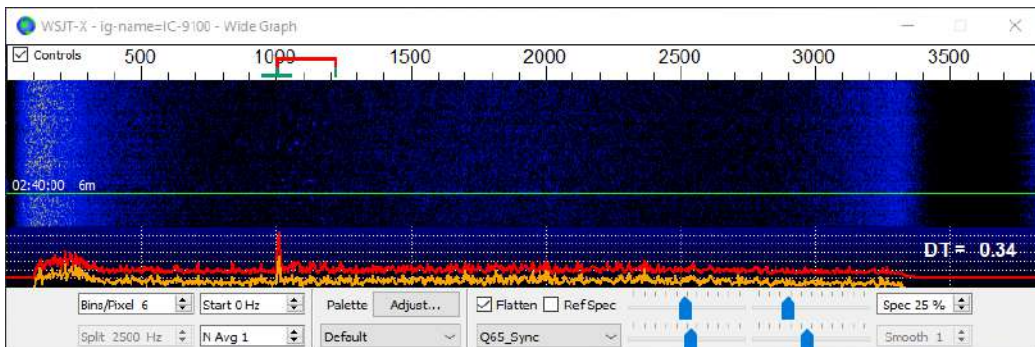 WSJT-X - ig-name=IC-9100 - Wide Graph
Controls 500 1000 1500 2000 2500 3000 3500
02:40:00 6m
DT = 0.34
Bins/Pixel 6 Start 0 Hz Palette Adjust... Flatten Ref Spec Spec 25 %
Split 2500 Hz N Avg 1 Default Q65_Sync Smooth 1